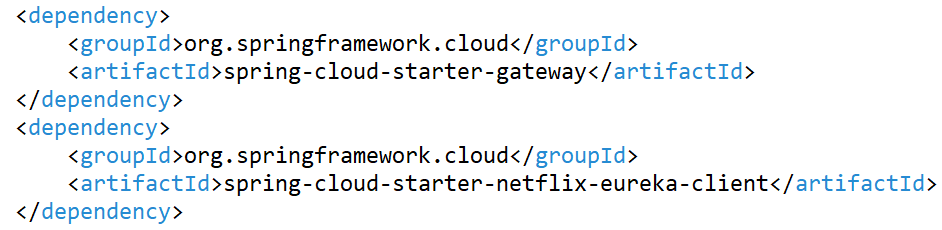 <dependency>
    <groupId>org.springframework.cloud</groupId>
    <artifactId>spring-cloud-starter-gateway</artifactId>
</dependency>
<dependency>
    <groupId>org.springframework.cloud</groupId>
    <artifactId>spring-cloud-starter-netflix-eureka-client</artifactId>
</dependency>